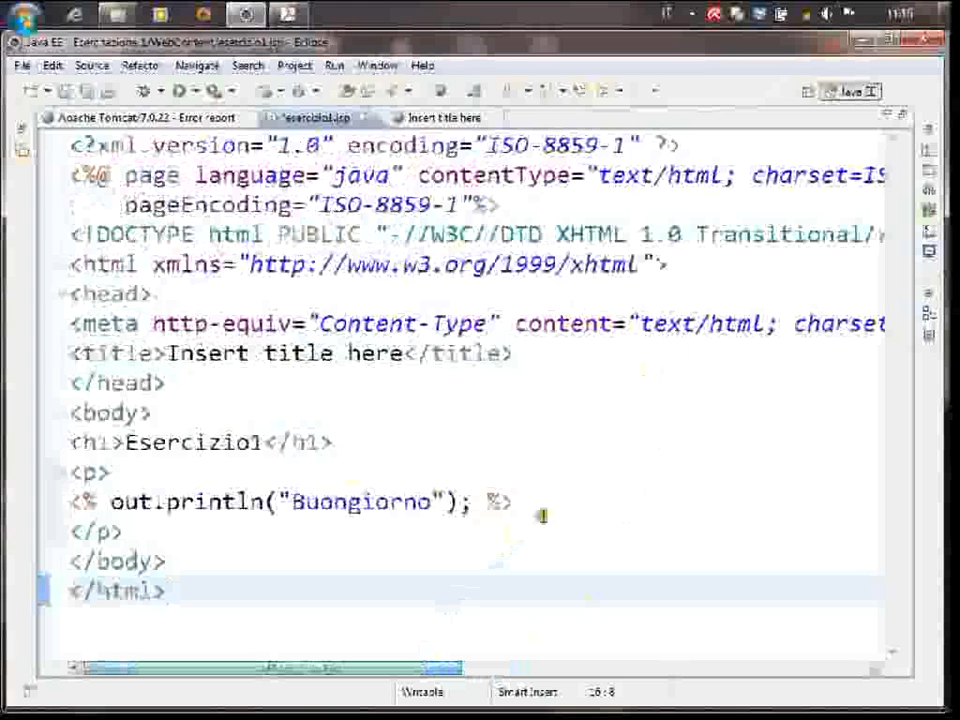 IT
11:15
Java EE - Esercitazione 1/WebContent/esercizio1.jsp - Eclipse
File Edit Source Refactor Navigate Search Project Run Window Help
Java E
Apache Tomcat/7.0.22 - Error report
*esercizio1.jsp
Insert title here
<?xml version="1.0" encoding="ISO-8859-1" ?>
<%@ page language="java" contentType="text/html; charset=IS
pageEncoding="ISO-8859-1"%>
<!DOCTYPE html PUBLIC "-//W3C//DTD XHTML 1.0 Transitional/
<html xmlns="http://www.w3.org/1999/xhtml">
<head>
<meta http-equiv="Content-Type" content="text/html; charset
<title>Insert title here</title>
</head>
<body>
<h1>Esercizio1</h1>
<p>
<% out.println("Buongiorno"); %>
</p>
</body>
</html>
Writable
Smart Insert
16:8